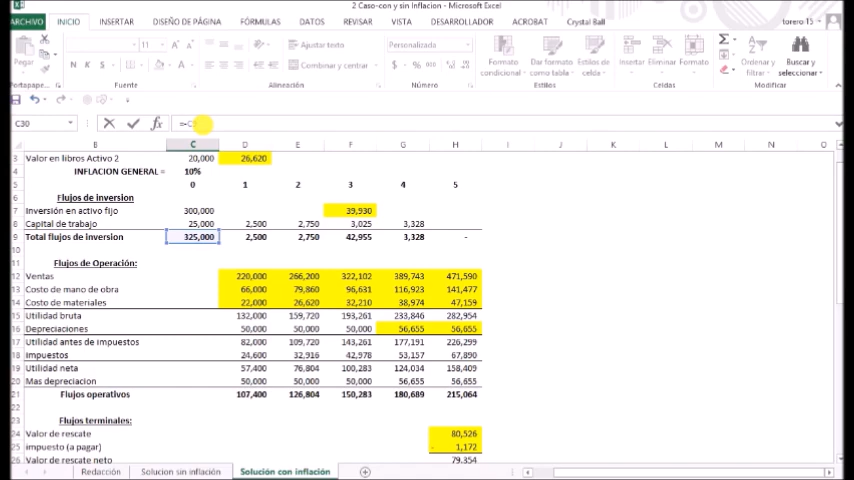 2 Caso-con y sin Inflacion - Microsoft Excel
ARCHIVO INICIO INSERTAR DISEÑO DE PÁGINA FÓRMULAS DATOS REVISAR VISTA DESARROLLADOR ACROBAT Crystal Ball torero 15
Pegar
N K S
Ajustar texto
Combinar y centrar
Personalizada
$ % 000
Formato condicional
Dar formato como tabla
Estilos de celda
Insertar Eliminar Formato
Ordenar y filtrar
Buscar y seleccionar
Portapape... Fuente Alineación Número Estilos Celdas Modificar
C30 fx
B C D E F G H I J K L M N O
3 Valor en libros Activo 2 20,000 26,620
4 INFLACION GENERAL = 10%
5 0 1 2 3 4 5
6 Flujos de inversion
7 Inversión en activo fijo 300,000 39,930
8 Capital de trabajo 25,000 2,500 2,750 3,025 3,328
9 Total flujos de inversion 325,000 2,500 2,750 42,955 3,328 -
10
11 Flujos de Operación:
12 Ventas 220,000 266,200 322,102 389,743 471,590
13 Costo de mano de obra 66,000 79,860 96,631 116,923 141,477
14 Costo de materiales 22,000 26,620 32,210 38,974 47,159
15 Utilidad bruta 132,000 159,720 193,261 233,846 282,954
16 Depreciaciones 50,000 50,000 50,000 56,655 56,655
17 Utilidad antes de impuestos 82,000 109,720 143,261 177,191 226,299
18 impuestos 24,600 32,916 42,978 53,157 67,890
19 Utilidad neta 57,400 76,804 100,283 124,034 158,409
20 Mas depreciacion 50,000 50,000 50,000 56,655 56,655
21 Flujos operativos 107,400 126,804 150,283 180,689 215,064
22
23 Flujos terminales:
24 Valor de rescate 80,526
25 impuesto (a pagar) - 1,172
26 Valor de rescate neto 79,354
Redacción Solucion sin inflación Solución con inflación